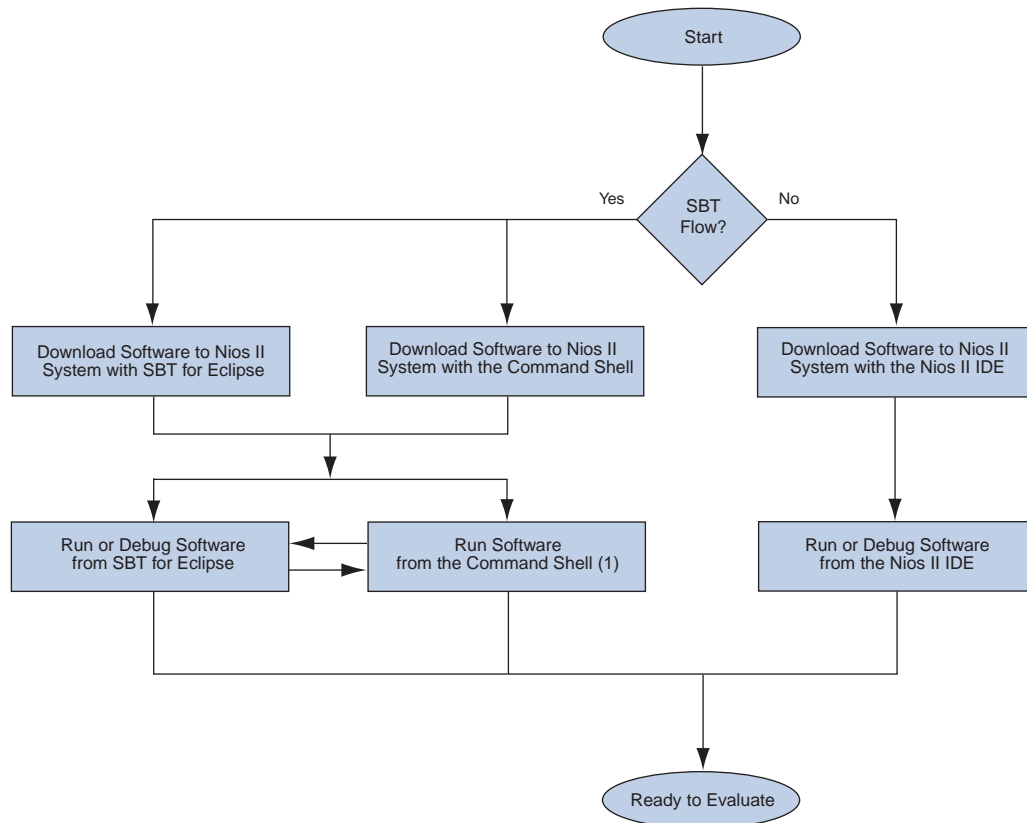 Start
Yes
SBT
Flow?
No
Download Software to Nios II
System with SBT for Eclipse
Download Software to Nios II
System with the Command Shell
Download Software to Nios II
System with the Nios II IDE
Run or Debug Software
from SBT for Eclipse
Run Software
from the Command Shell (1)
Run or Debug Software
from the Nios II IDE
Ready to Evaluate